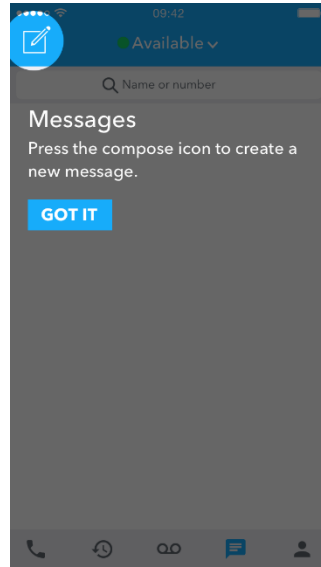 09:42
Available
Name or number
Messages
Press the compose icon to create a
new message.
GOT IT